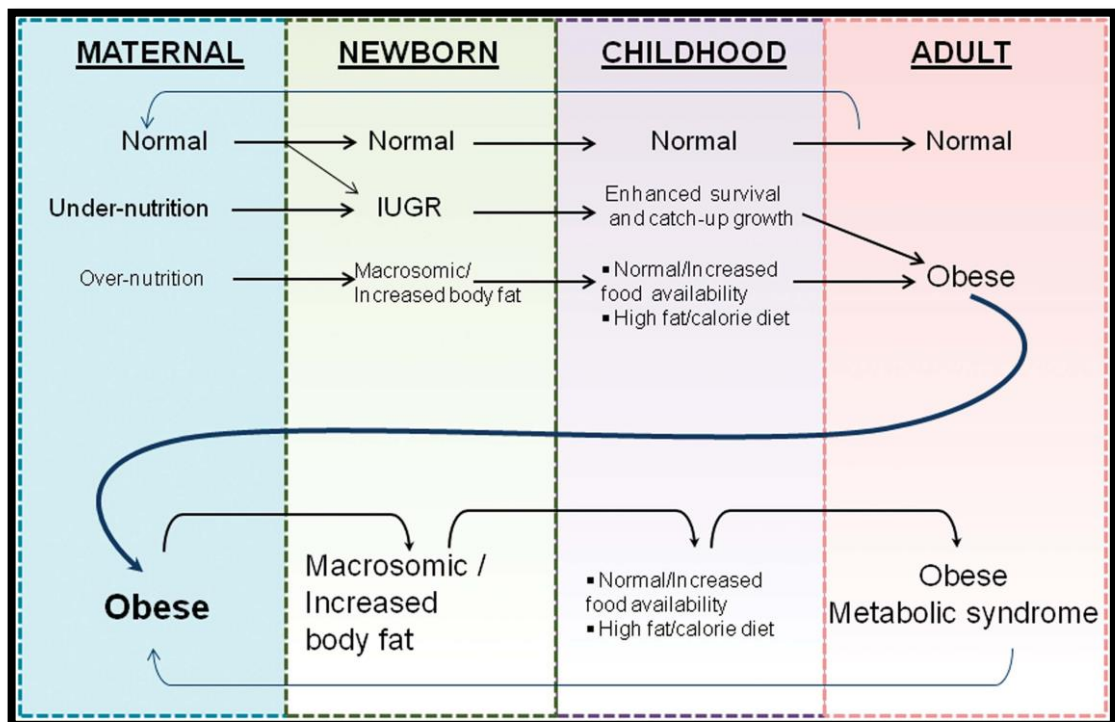 MATERNAL
NEWBORN
CHILDHOOD
ADULT
Normal
Normal
Normal
Normal
Under-nutrition
IUGR
Enhanced survival
and catch-up growth
Over-nutrition
Macrosomic/
Increased body fat
▪ Normal/Increased
food availability
▪ High fat/calorie diet
Obese
Obese
Macrosomic /
Increased
body fat
▪ Normal/Increased
food availability
▪ High fat/calorie diet
Obese
Metabolic syndrome